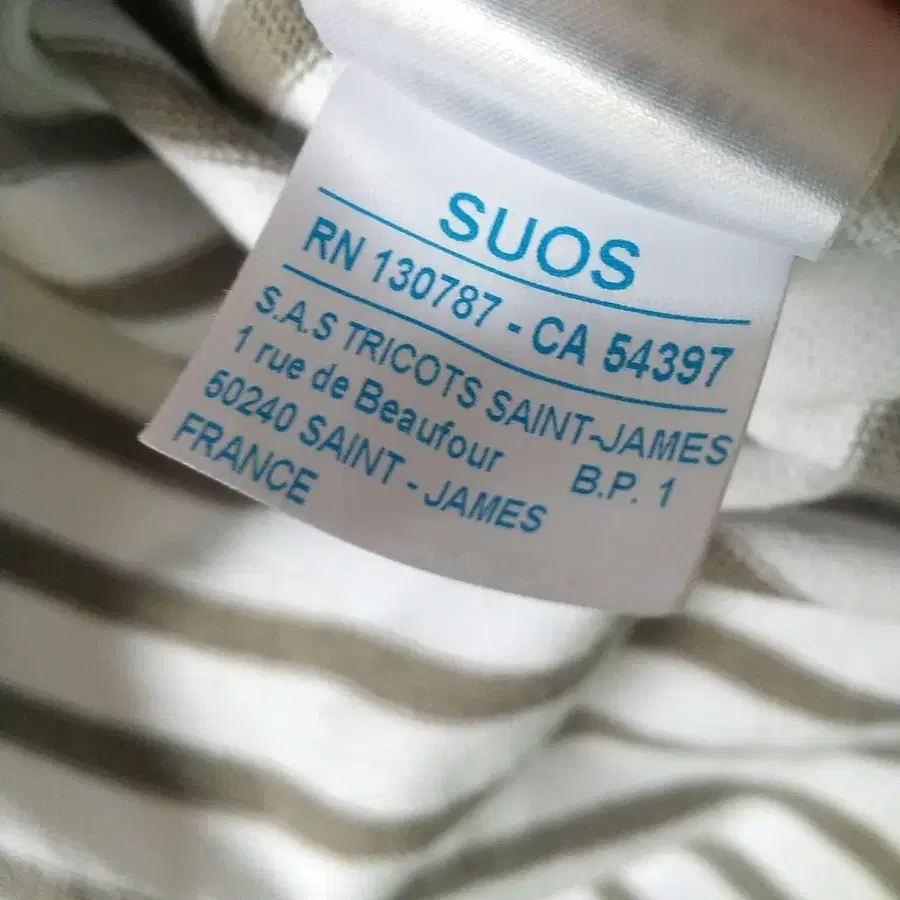 SUOS
RN 130787 - CA 54397
S.A.S TRICOTS SAINT-JAMES
1 rue de Beaufour B.P. 1
50240 SAINT - JAMES
FRANCE